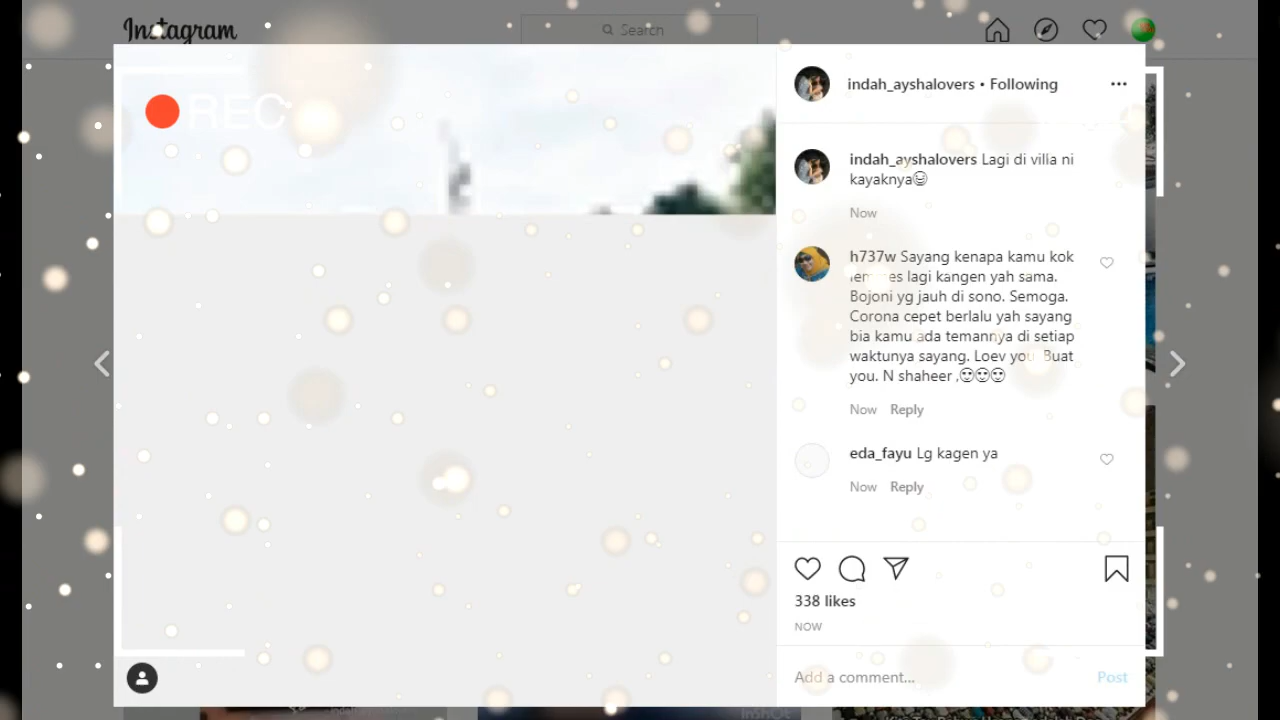 Instagram
Search
REC
indah_ayshalovers • Following
indah_ayshalovers Lagi di villa ni
kayaknya
Now
h737w Sayang kenapa kamu kok
lagi kangen yah sama.
Bojoni yg jauh di sono. Semoga.
Corona cepet berlalu yah sayang
bia kamu ada temannya di setiap
waktunya sayang. Loev you Buat
you. N shaheer ,
Now Reply
eda_fayu Lg kagen ya
Now Reply
338 likes
NOW
Add a comment...
Post
INSHOT